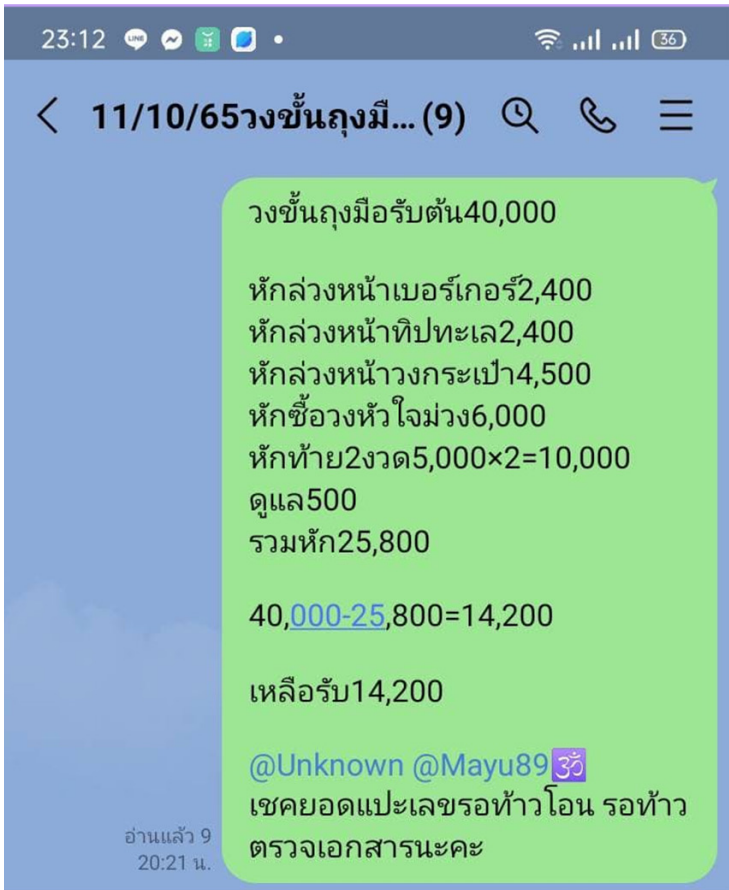 23:12
36
11/10/65วงขั้นถุงมื... (9)
วงขั้นถุงมือรับต้น40,000
หักล่วงหน้าเบอร์เกอร์2,400
หักล่วงหน้าทิปทะเล2,400
หักล่วงหน้าวงกระเป๋า4,500
หักซื้อวงหัวใจม่วง6,000
หักท้าย2งวด5,000×2=10,000
ดูแล500
รวมหัก25,800
40,000-25,800=14,200
เหลือรับ14,200
@Unknown @Mayu89🕉️
เชคยอดแปะเลขรอท้าวโอน รอท้าว
ตรวจเอกสารนะคะ
อ่านแล้ว 9
20:21 น.